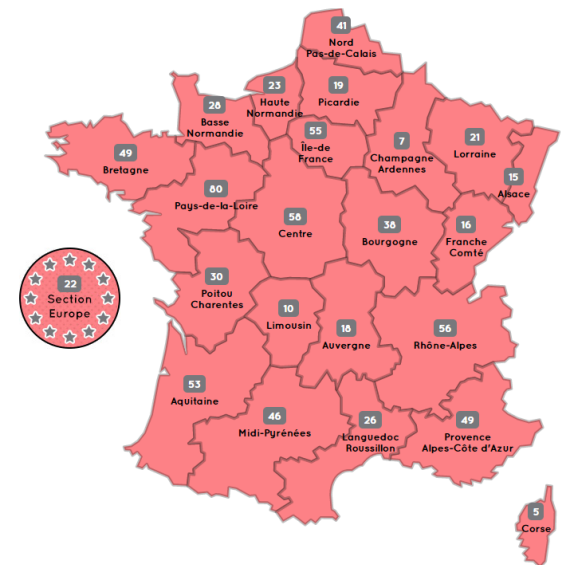 41
Nord
Pas-de-Calais
23
Haute
Normandie
19
Picardie
28
Basse
Normandie
55
Île-de
France
7
Champagne
Ardennes
21
Lorraine
15
Alsace
49
Bretagne
80
Pays-de-la-Loire
58
Centre
38
Bourgogne
16
Franche
Comté
22
Section
Europe
30
Poitou
Charentes
10
Limousin
18
Auvergne
56
Rhône-Alpes
53
Aquitaine
46
Midi-Pyrénées
26
Languedoc
Roussillon
49
Provence
Alpes-Côte d'Azur
5
Corse